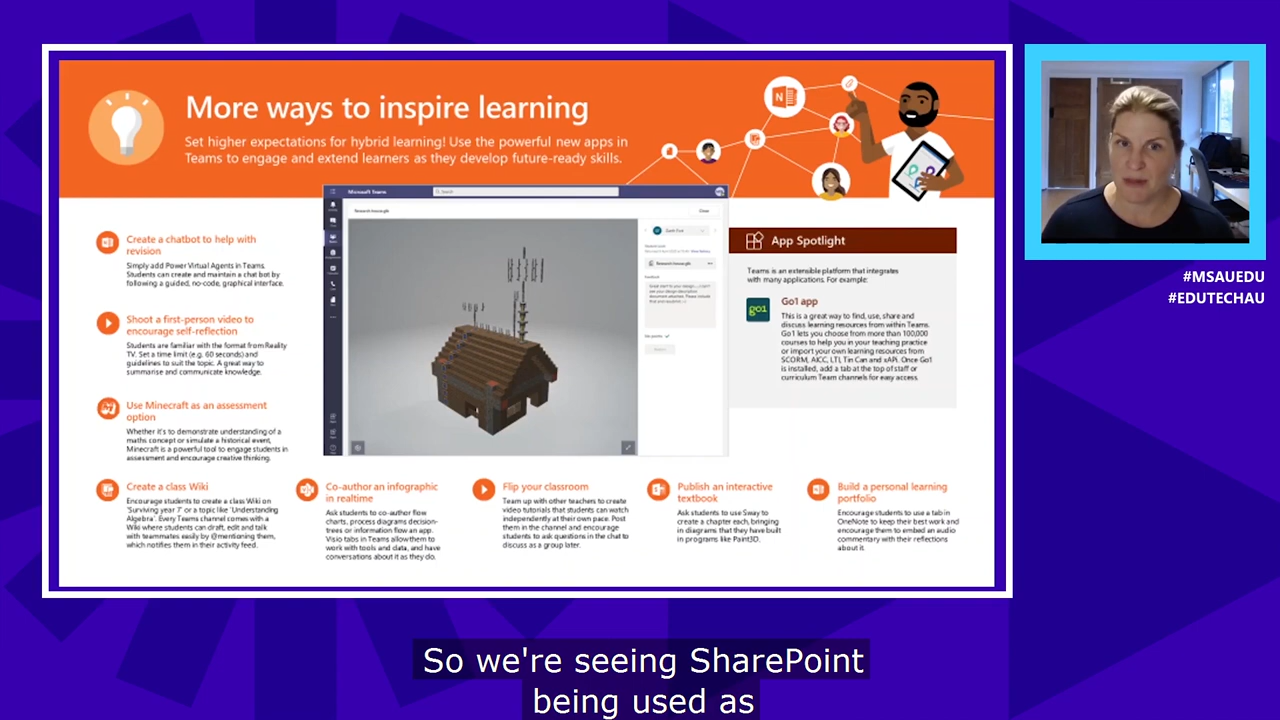 More ways to inspire learning
Set higher expectations for hybrid learning! Use the powerful new apps in
Teams to engage and extend learners as they develop future-ready skills.
Microsoft Teams
Search
Close
Create a chatbot to help with
revision
Simply add Power Virtual Agents in Teams.
Students can create and maintain a chat bot by
following a guided, no-code, graphical interface.
Shoot a first-person video to
encourage self-reflection
Students are familiar with the format from Reality
TV. Set a time limit (e.g. 60 seconds) and
guidelines to suit the topic. A great way to
summarise and communicate knowledge.
Use Minecraft as an assessment
option
Whether it's to demonstrate understanding of a
maths concept or simulate a historical event,
Minecraft is a powerful tool to engage students in
assessment and encourage creative thinking.
App Spotlight
Teams is an extensible platform that integrates
with many applications. For example:
go1
Go1 app
This is a great way to find, use, share and
discuss learning resources from within Teams.
Go1 lets you choose from more than 100,000
courses to help you in your teaching practice
or import your own learning resources from
SCORM, AICC, LTI, Tin Can and xAPI. Once Go1
is installed, add a tab at the top of staff or
curriculum Team channels for easy access.
Create a class Wiki
Encourage students to create a class Wiki on
'Surviving year 7' or a topic like 'Understanding
Algebra'. Every Teams channel comes with a
Wiki where students can draft, edit and talk
with teammates easily by @mentioning them,
which notifies them in their activity feed.
Co-author an infographic
in realtime
Ask students to co-author flow
charts, process diagrams decision-
trees or information flow an app.
Visio tabs in Teams allow them to
work with tools and data, and have
conversations about it as they do.
Flip your classroom
Team up with other teachers to create
video tutorials that students can watch
independently at their own pace. Post
them in the channel and encourage
students to ask questions in the chat to
discuss as a group later.
Publish an interactive
textbook
Ask students to use Sway to
create a chapter each, bringing
in diagrams that they have built
in programs like Paint3D.
Build a personal learning
portfolio
Encourage students to use a tab in
OneNote to keep their best work and
encourage them to embed an audio
commentary with their reflections
about it.
#MSAUEDU
#EDUTECHAU
So we're seeing SharePoint
being used as